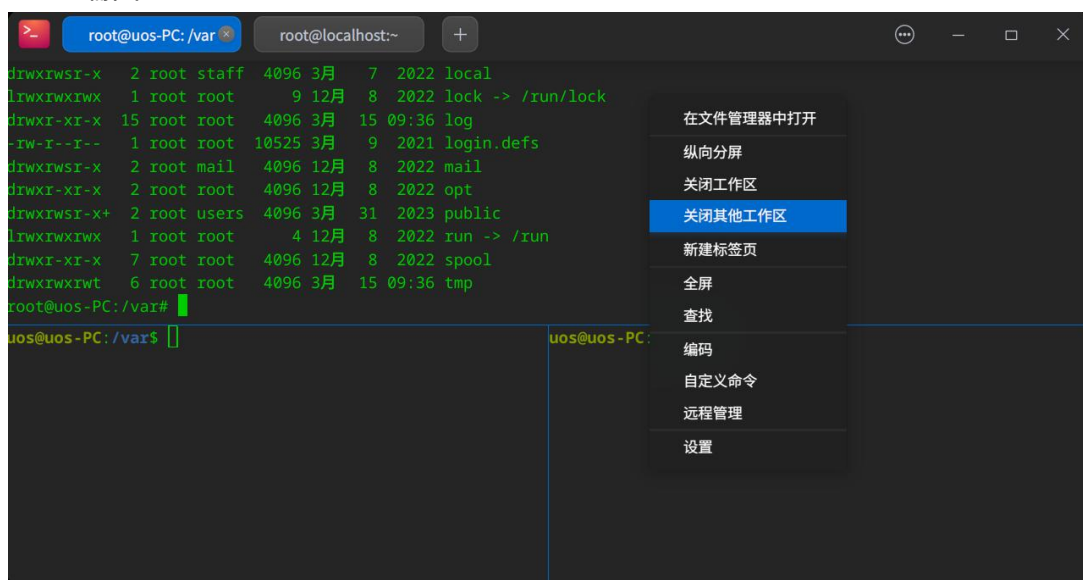 >_ root@uos-PC: /var root@localhost:~ +
drwxrwsr-x 2 root staff 4096 3月 7 2022 local
lrwxrwxrwx 1 root root 9 12月 8 2022 lock -> /run/lock
drwxr-xr-x 15 root root 4096 3月 15 09:36 log
-rw-r--r-- 1 root root 10525 3月 9 2021 login.defs
drwxrwsr-x 2 root mail 4096 12月 8 2022 mail
drwxr-xr-x 2 root root 4096 12月 8 2022 opt
drwxrwsr-x+ 2 root users 4096 3月 31 2023 public
lrwxrwxrwx 1 root root 4 12月 8 2022 run -> /run
drwxr-xr-x 7 root root 4096 12月 8 2022 spool
drwxrwxrwt 6 root root 4096 3月 15 09:36 tmp
root@uos-PC:/var#
uos@uos-PC:/var$
uos@uos-PC:
在文件管理器中打开
纵向分屏
关闭工作区
关闭其他工作区
新建标签页
全屏
查找
编码
自定义命令
远程管理
设置